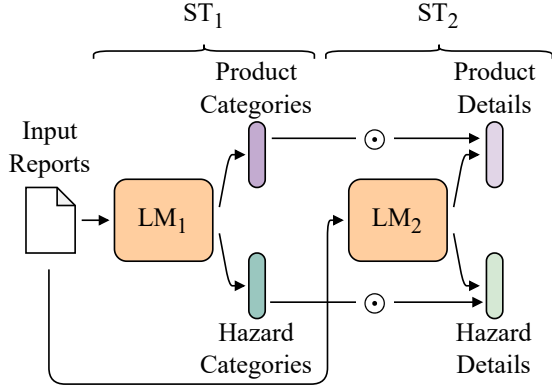 ST₁
ST₂
Product
Categories
Product
Details
Input
Reports
LM₁
LM₂
Hazard
Categories
Hazard
Details